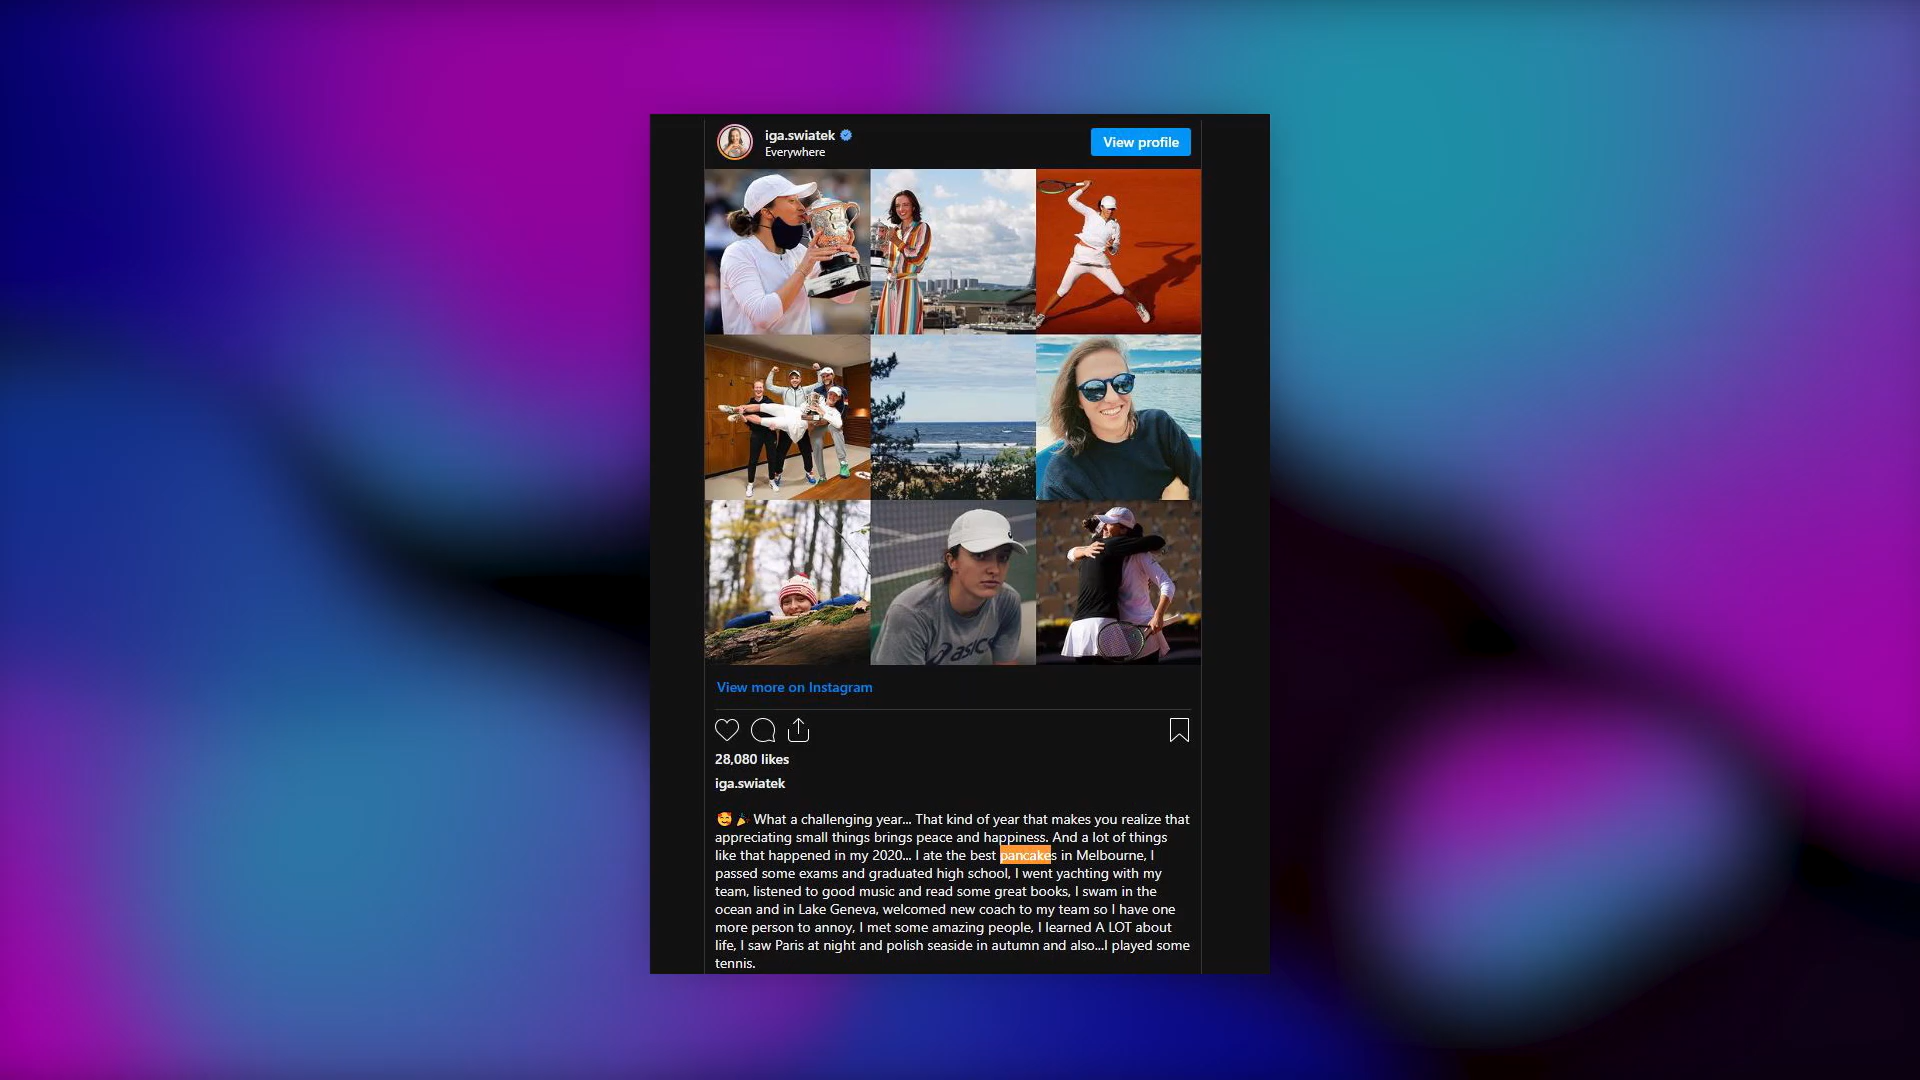 iga.swiatek
Everywhere
View profile
asics
View more on Instagram
28,080 likes
iga.swiatek
🥰 🎉 What a challenging year... That kind of year that makes you realize that
appreciating small things brings peace and happiness. And a lot of things
like that happened in my 2020... I ate the best pancakes in Melbourne, I
passed some exams and graduated high school, I went yachting with my
team, listened to good music and read some great books, I swam in the
ocean and in Lake Geneva, welcomed new coach to my team so I have one
more person to annoy, I met some amazing people, I learned A LOT about
life, I saw Paris at night and polish seaside in autumn and also...I played some
tennis.